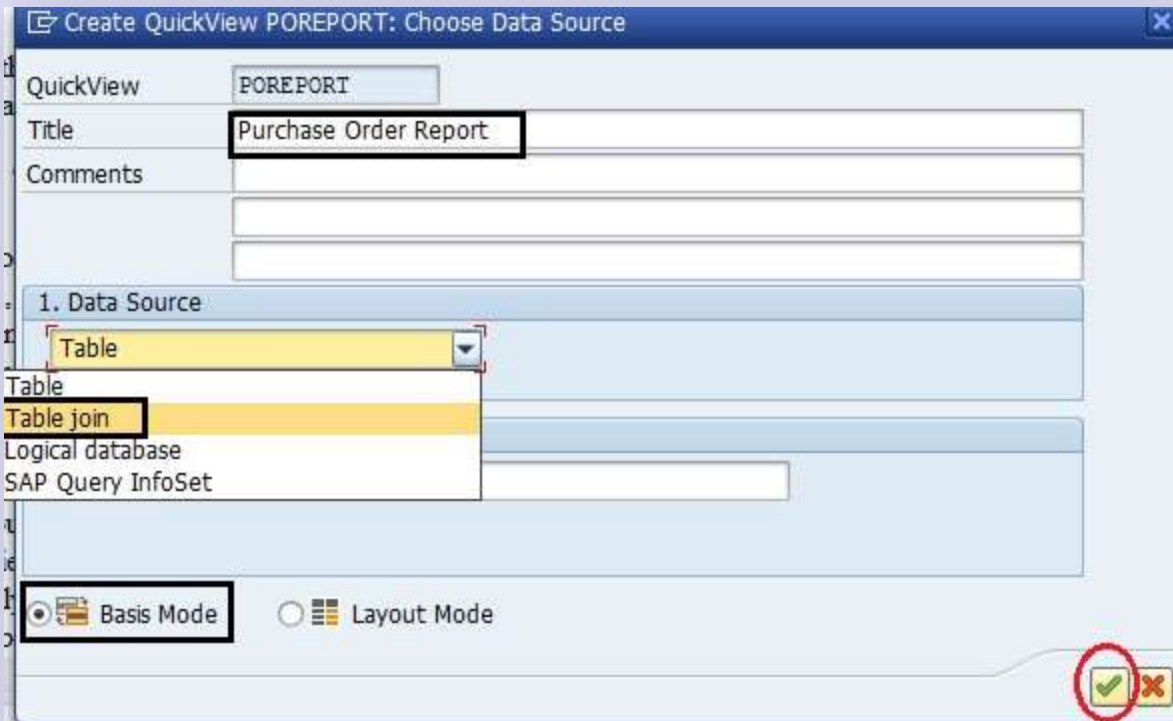 Create QuickView POREPORT: Choose Data Source
QuickView POREPORT
Title Purchase Order Report
Comments
1. Data Source
Table
Table
Table join
Logical database
SAP Query InfoSet
Basis Mode Layout Mode